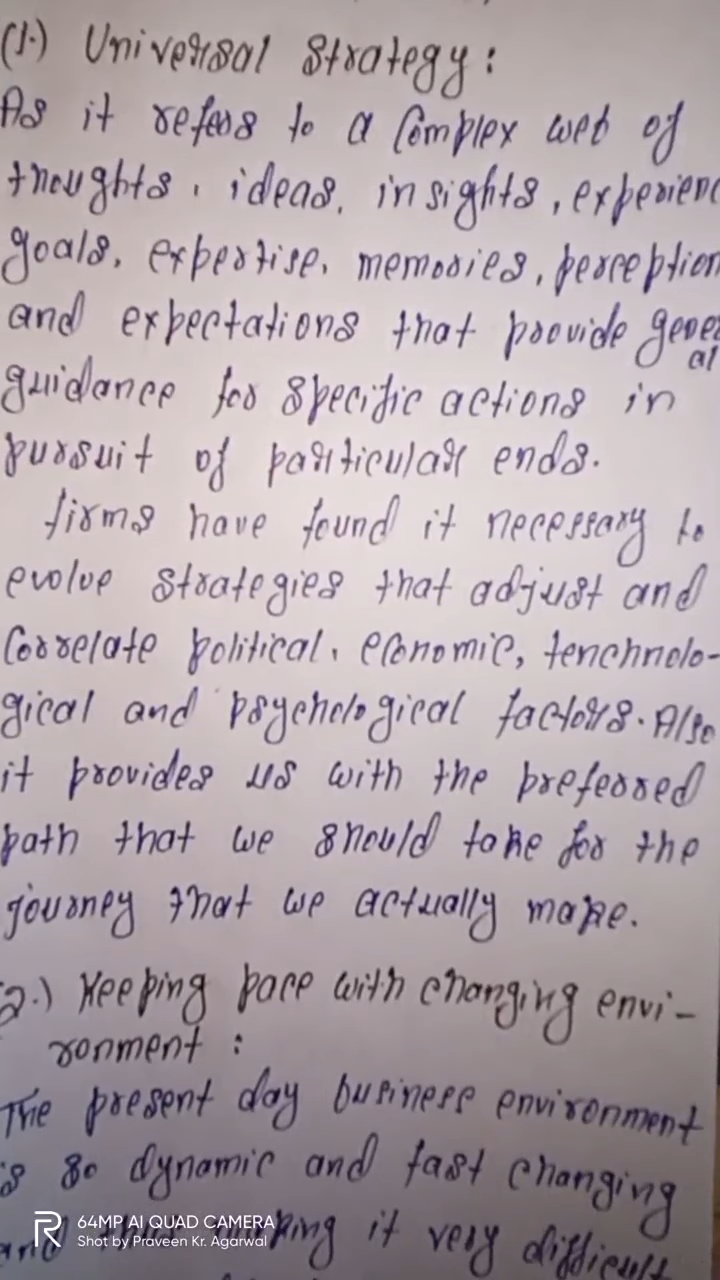 (1.) Universal Strategy :
As it refers to a Complex web of
thoughts, ideas, insights, experienc
goals, expertise, memories, perception
and expectations that provide gener
al
guidance for specific actions in
pursuit of particular ends.
firms have found it necessary to
evolve strategies that adjust and
Correlate political, economic, tenchnolo-
gical and psychological factors. Also
it provides us with the preferred
path that we should take for the
journey that we actually make.
2.) Keeping pace with changing envi-
ronment :
The present day business environment
is so dynamic and fast changing
and thus making it very difficult
64MP AI QUAD CAMERA
Shot by Praveen Kr. Agarwal